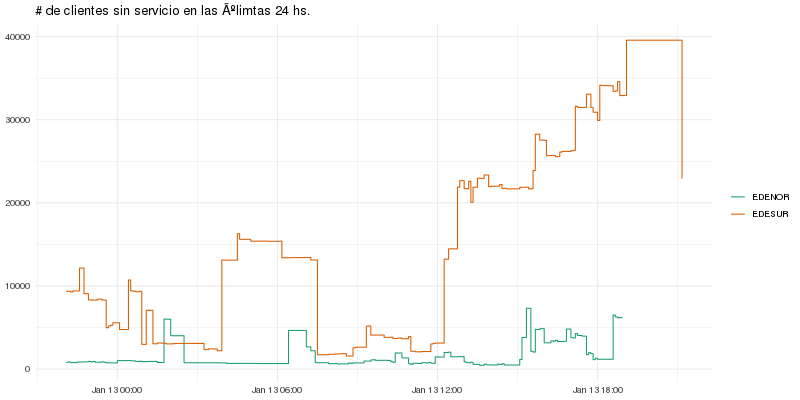 # de clientes sin servicio en las Ãºlimtas 24 hs.
40000
30000
20000
10000
0
Jan 13 00:00
Jan 13 06:00
Jan 13 12:00
Jan 13 18:00
EDENOR
EDESUR